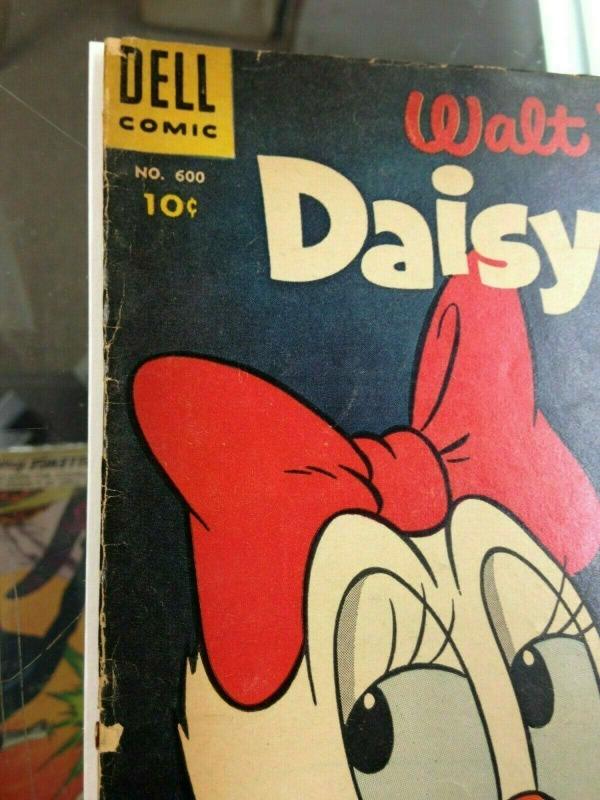 DELL
COMIC
NO. 600
10¢
Walt
Daisy